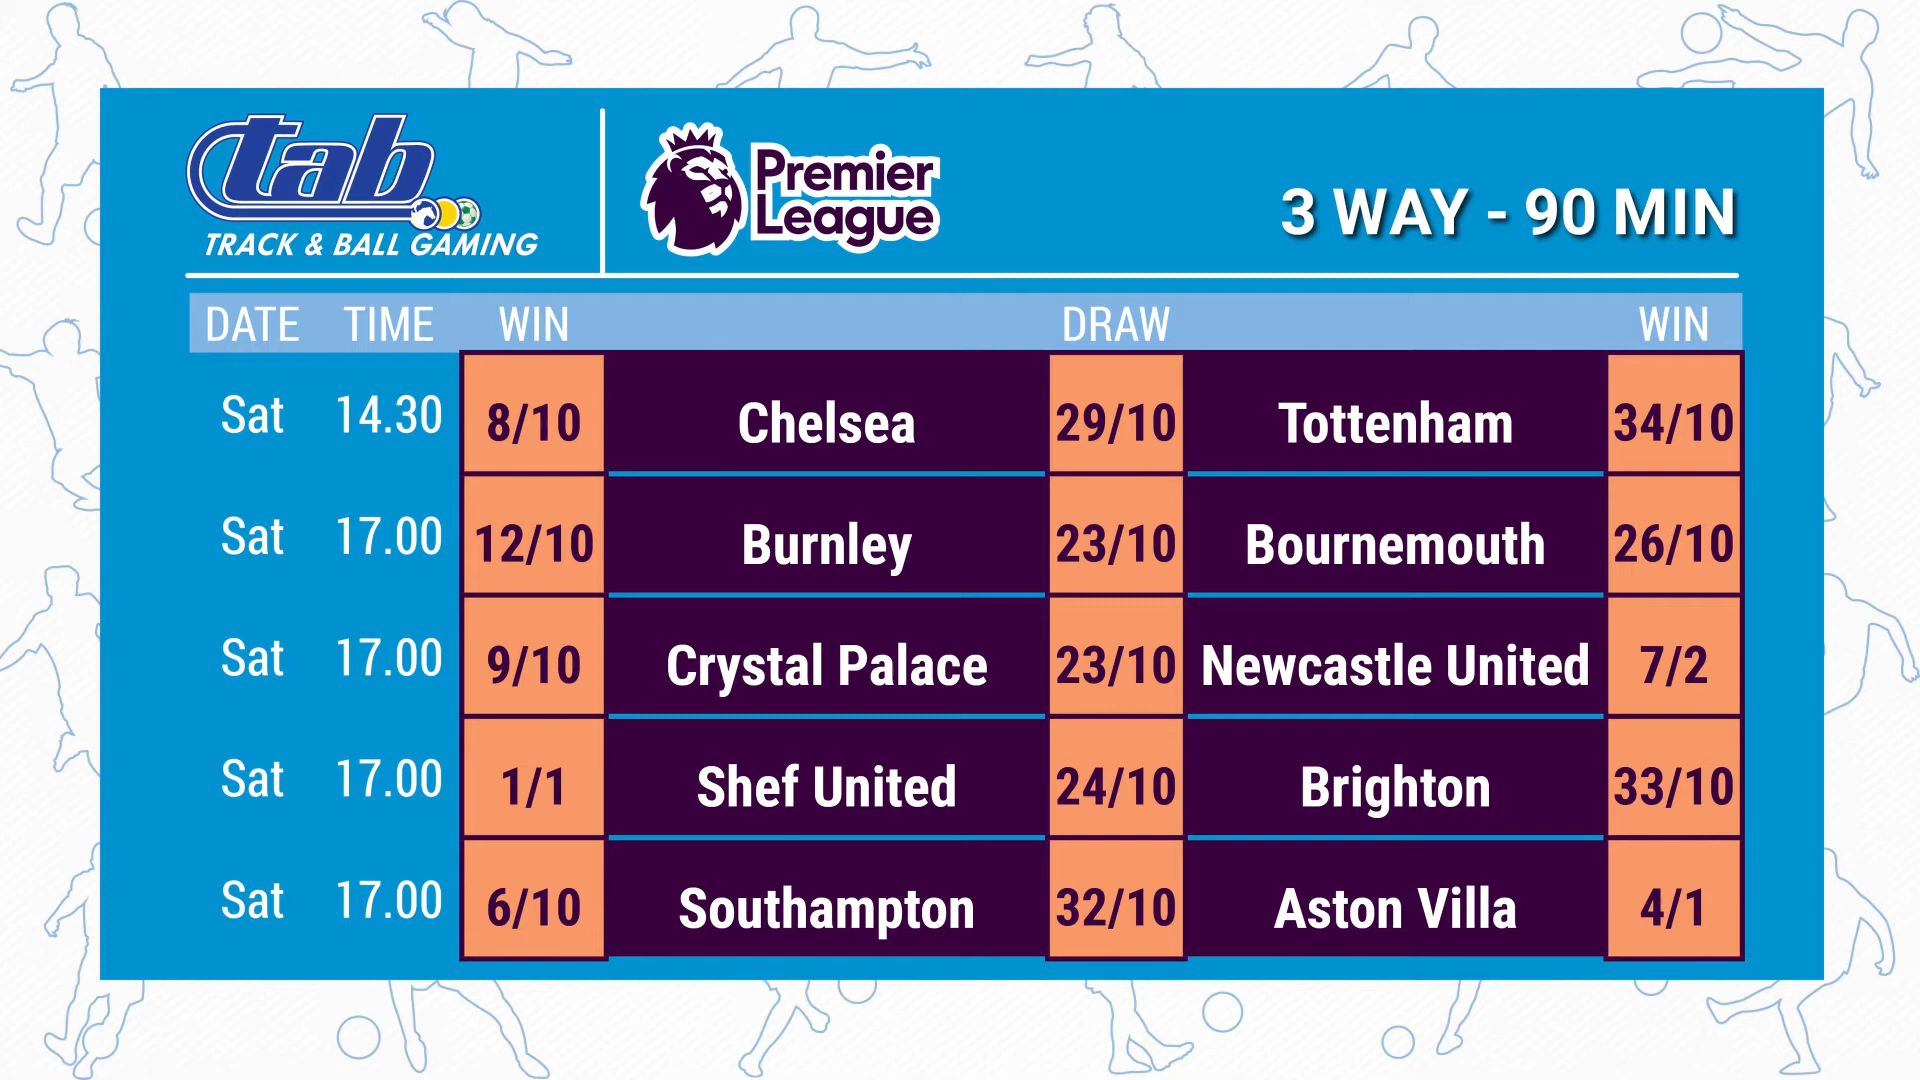 tab
TRACK & BALL GAMING
Premier
League
3 WAY - 90 MIN
DATE TIME WIN DRAW WIN
Sat 14.30 8/10 Chelsea 29/10 Tottenham 34/10
Sat 17.00 12/10 Burnley 23/10 Bournemouth 26/10
Sat 17.00 9/10 Crystal Palace 23/10 Newcastle United 7/2
Sat 17.00 1/1 Shef United 24/10 Brighton 33/10
Sat 17.00 6/10 Southampton 32/10 Aston Villa 4/1